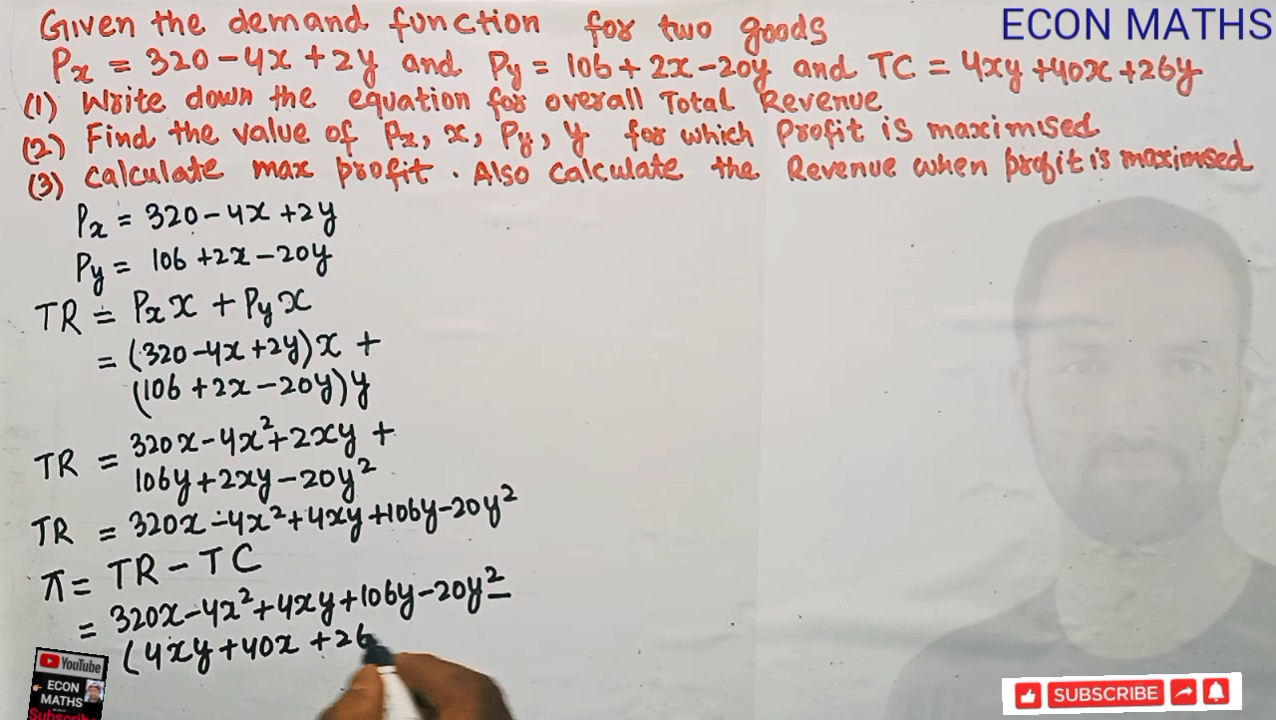 Given the demand function for two goods
ECON MATHS
Px = 320-4x+2y and Py = 106+2x-20y and TC = 4xy+40x+26y
(1) Write down the equation for overall Total Revenue
(2) Find the value of Px, x, Py, y for which Profit is maximised
(3) Calculate max profit. Also Calculate the Revenue when profit is maximised
Px = 320-4x+2y
Py = 106+2x-20y
TR = Px x + Py x
= (320-4x+2y)x +
(106+2x-20y)y
TR = 320x-4x²+2xy +
106y+2xy-20y²
TR = 320x-4x²+4xy+106y-20y²
π = TR-TC
= 320x-4x²+4xy+106y-20y²-
(4xy+40x+26
YouTube
ECON
MATHS
Subscribe
SUBSCRIBE